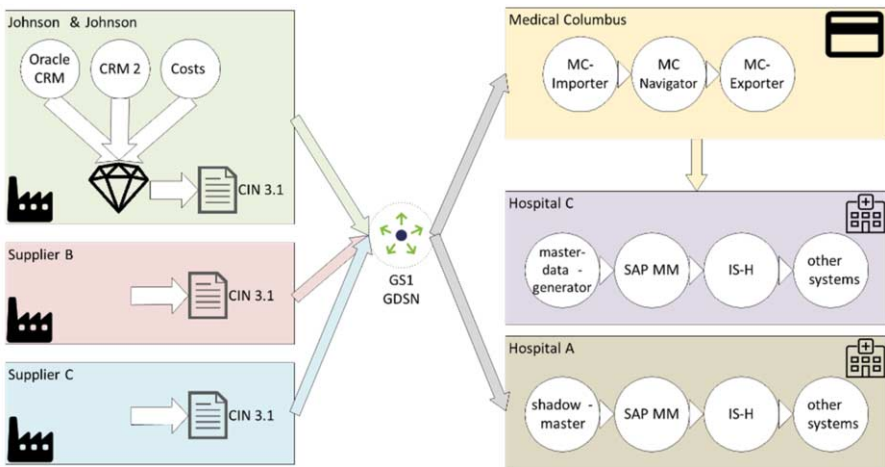 Johnson & Johnson
Oracle
CRM
CRM 2
Costs
CIN 3.1
Supplier B
CIN 3.1
Supplier C
CIN 3.1
GS1
GDSN
Medical Columbus
MC-
Importer
MC
Navigator
MC-
Exporter
Hospital C
master-
data -
generator
SAP MM
IS-H
other
systems
Hospital A
shadow -
master
SAP MM
IS-H
other
systems